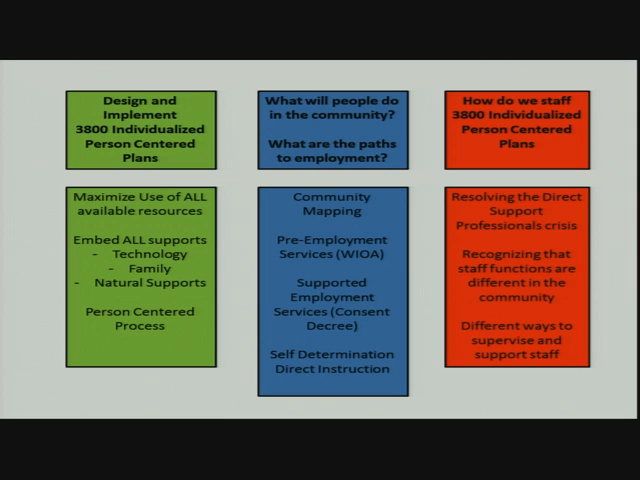 Design and
Implement
3800 Individualized
Person Centered
Plans
Maximize Use of ALL
available resources
Embed ALL supports
- Technology
- Family
- Natural Supports
Person Centered
Process
What will people do
in the community?
What are the paths
to employment?
Community
Mapping
Pre-Employment
Services (WIOA)
Supported
Employment
Services (Consent
Decree)
Self Determination
Direct Instruction
How do we staff
3800 Individualized
Person Centered
Plans
Resolving the Direct
Support
Professionals crisis
Recognizing that
staff functions are
different in the
community
Different ways to
supervise and
support staff